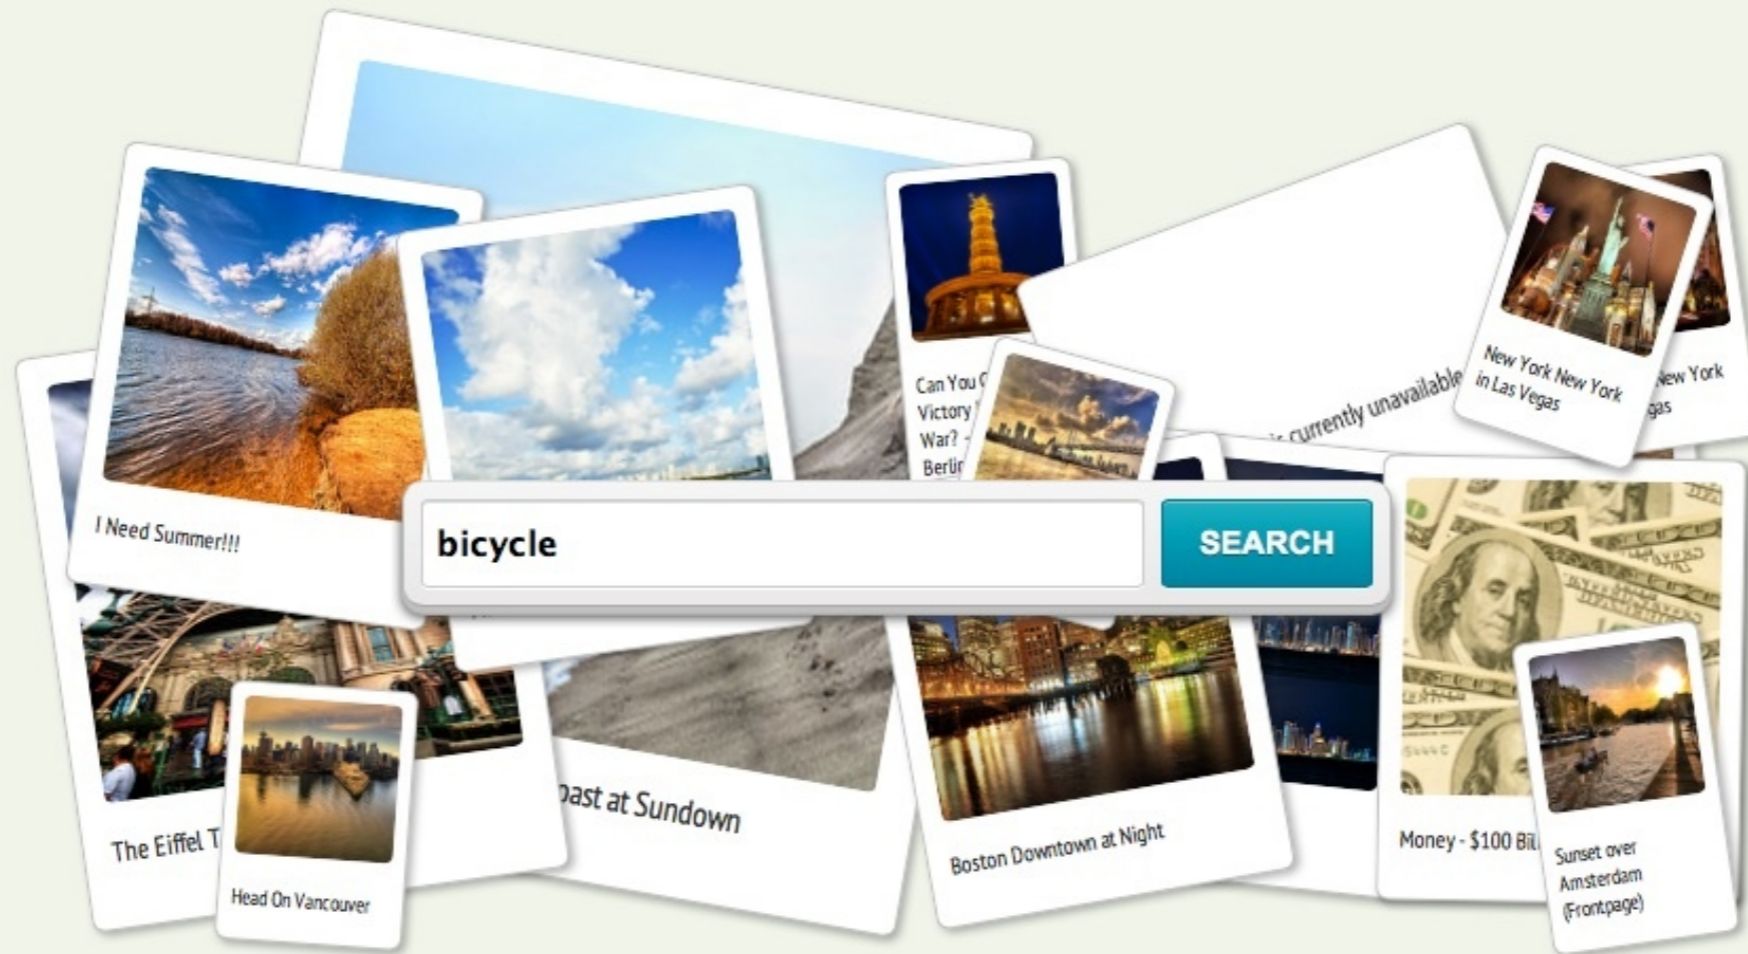 Can You
Victory
War? -
Berlin
currently unavailable
New York New York
in Las Vegas
New York
gas
I Need Summer!!!
bicycle
SEARCH
The Eiffel T
past at Sundown
Boston Downtown at Night
Money - $100 Bil
Head On Vancouver
Sunset over
Amsterdam
(Frontpage)